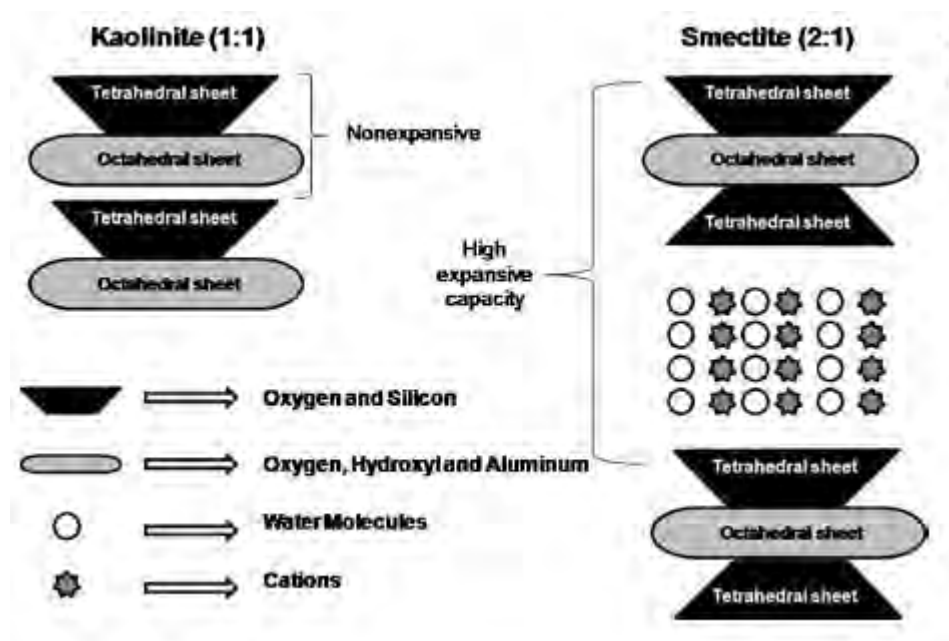 Kaolinite (1:1)
Tetrahedral sheet
Octahedral sheet
Nonexpansive
Tetrahedral sheet
Octahedral sheet
Oxygen and Silicon
Oxygen, Hydroxyl and Aluminum
Water Molecules
Cations
Smectite (2:1)
Tetrahedral sheet
Octahedral sheet
Tetrahedral sheet
High
expansive
capacity
Tetrahedral sheet
Octahedral sheet
Tetrahedral sheet